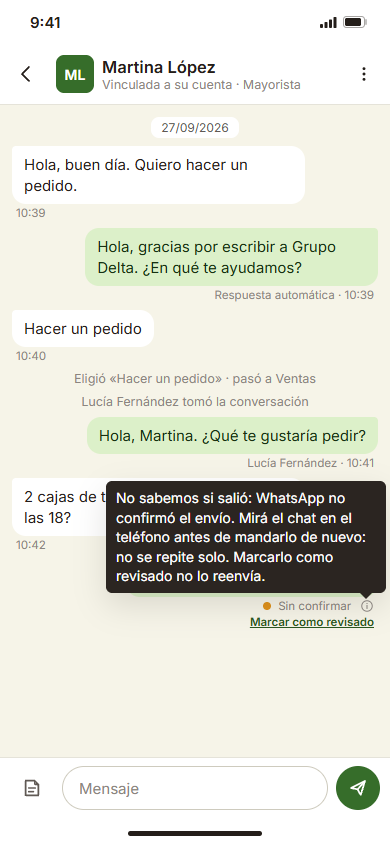 9:41
ML
Martina López
Vinculada a su cuenta · Mayorista
27/09/2026
Hola, buen día. Quiero hacer un
pedido.
10:39
Hola, gracias por escribir a Grupo
Delta. ¿En qué te ayudamos?
Respuesta automática · 10:39
Hacer un pedido
10:40
Eligió «Hacer un pedido» · pasó a Ventas
Lucía Fernández tomó la conversación
Hola, Martina. ¿Qué te gustaría pedir?
Lucía Fernández · 10:41
2 cajas de
las 18?
10:42
No sabemos si salió: WhatsApp no
confirmó el envío. Mirá el chat en el
teléfono antes de mandarlo de nuevo:
no se repite solo. Marcarlo como
revisado no lo reenvía.
Sin confirmar
Marcar como revisado
Mensaje